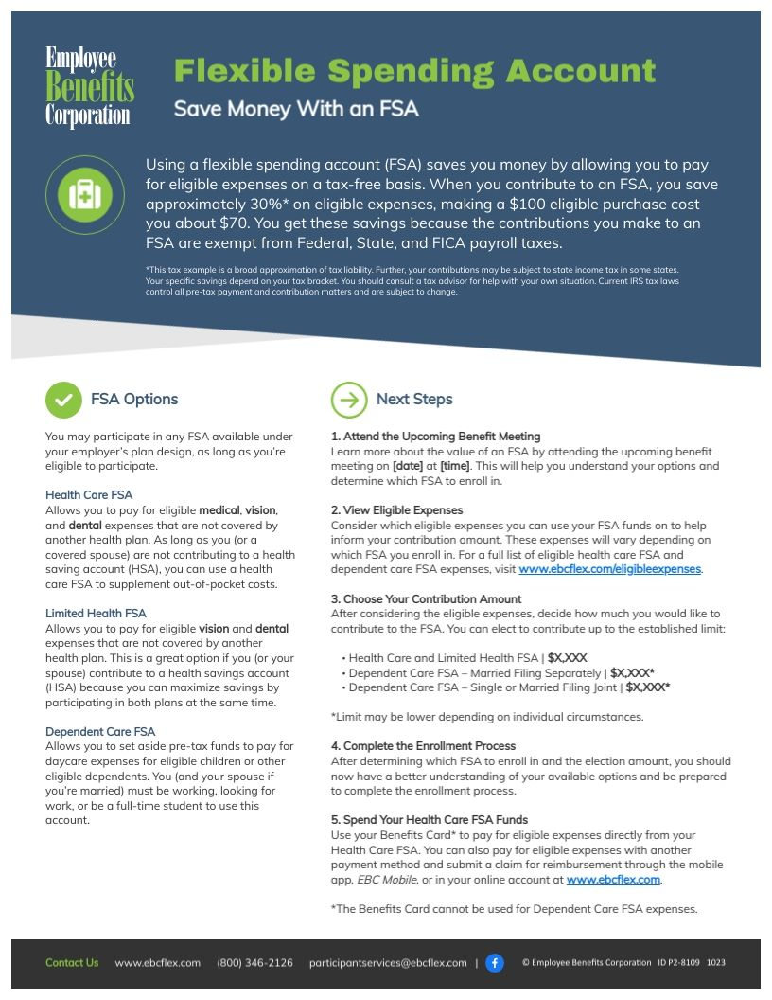 Employee
Benefits
Corporation
Flexible Spending Account
Save Money With an FSA
Using a flexible spending account (FSA) saves you money by allowing you to pay
for eligible expenses on a tax-free basis. When you contribute to an FSA, you save
approximately 30%* on eligible expenses, making a $100 eligible purchase cost
you about $70. You get these savings because the contributions you make to an
FSA are exempt from Federal, State, and FICA payroll taxes.
*This tax example is a broad approximation of tax liability. Further, your contributions may be subject to state income tax in some states.
Your specific savings depend on your tax bracket. You should consult a tax advisor for help with your own situation. Current IRS tax laws
control all pre-tax payment and contribution matters and are subject to change.
FSA Options
You may participate in any FSA available under
your employer's plan design, as long as you're
eligible to participate.
Health Care FSA
Allows you to pay for eligible medical, vision,
and dental expenses that are not covered by
another health plan. As long as you (or a
covered spouse) are not contributing to a health
saving account (HSA), you can use a health
care FSA to supplement out-of-pocket costs.
Limited Health FSA
Allows you to pay for eligible vision and dental
expenses that are not covered by another
health plan. This is a great option if you (or your
spouse) contribute to a health savings account
(HSA) because you can maximize savings by
participating in both plans at the same time.
Dependent Care FSA
Allows you to set aside pre-tax funds to pay for
daycare expenses for eligible children or other
eligible dependents. You (and your spouse if
you're married) must be working, looking for
work, or be a full-time student to use this
account.
Next Steps
1. Attend the Upcoming Benefit Meeting
Learn more about the value of an FSA by attending the upcoming benefit
meeting on [date] at [time]. This will help you understand your options and
determine which FSA to enroll in.
2. View Eligible Expenses
Consider which eligible expenses you can use your FSA funds on to help
inform your contribution amount. These expenses will vary depending on
which FSA you enroll in. For a full list of eligible health care FSA and
dependent care FSA expenses, visit www.ebcflex.com/eligibleexpenses.
3. Choose Your Contribution Amount
After considering the eligible expenses, decide how much you would like to
contribute to the FSA. You can elect to contribute up to the established limit:
• Health Care and Limited Health FSA | $X,XXX
• Dependent Care FSA – Married Filing Separately | $X,XXX*
• Dependent Care FSA – Single or Married Filing Joint | $X,XXX*
*Limit may be lower depending on individual circumstances.
4. Complete the Enrollment Process
After determining which FSA to enroll in and the election amount, you should
now have a better understanding of your available options and be prepared
to complete the enrollment process.
5. Spend Your Health Care FSA Funds
Use your Benefits Card* to pay for eligible expenses directly from your
Health Care FSA. You can also pay for eligible expenses with another
payment method and submit a claim for reimbursement through the mobile
app, EBC Mobile, or in your online account at www.ebcflex.com.
*The Benefits Card cannot be used for Dependent Care FSA expenses.
Contact Us www.ebcflex.com (800) 346-2126 participantservices@ebcflex.com | f © Employee Benefits Corporation ID P2-8109 1023